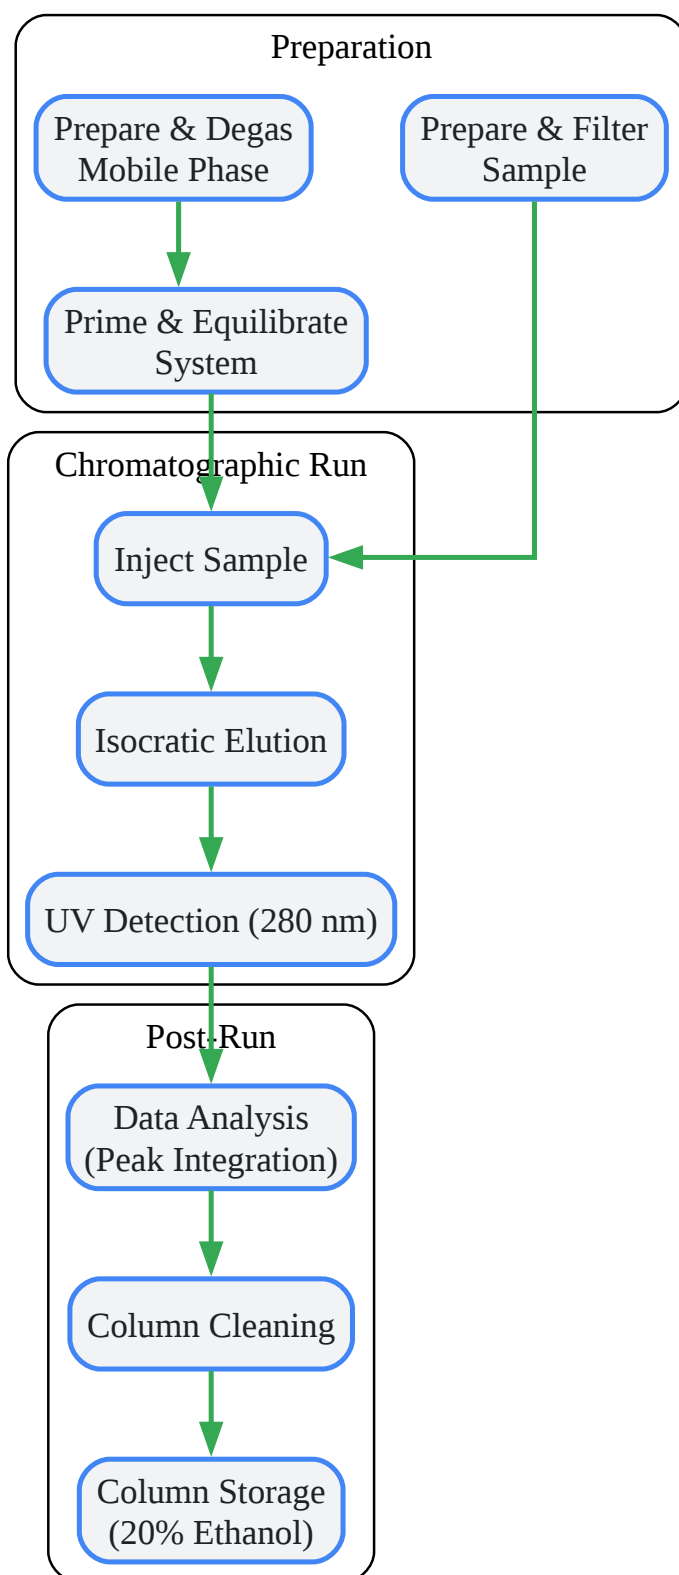 Preparation
Prepare & Degas
Mobile Phase
Prepare & Filter
Sample
Prime & Equilibrate
System
Chromatographic Run
Inject Sample
Isocratic Elution
UV Detection (280 nm)
Post-Run
Data Analysis
(Peak Integration)
Column Cleaning
Column Storage
(20% Ethanol)